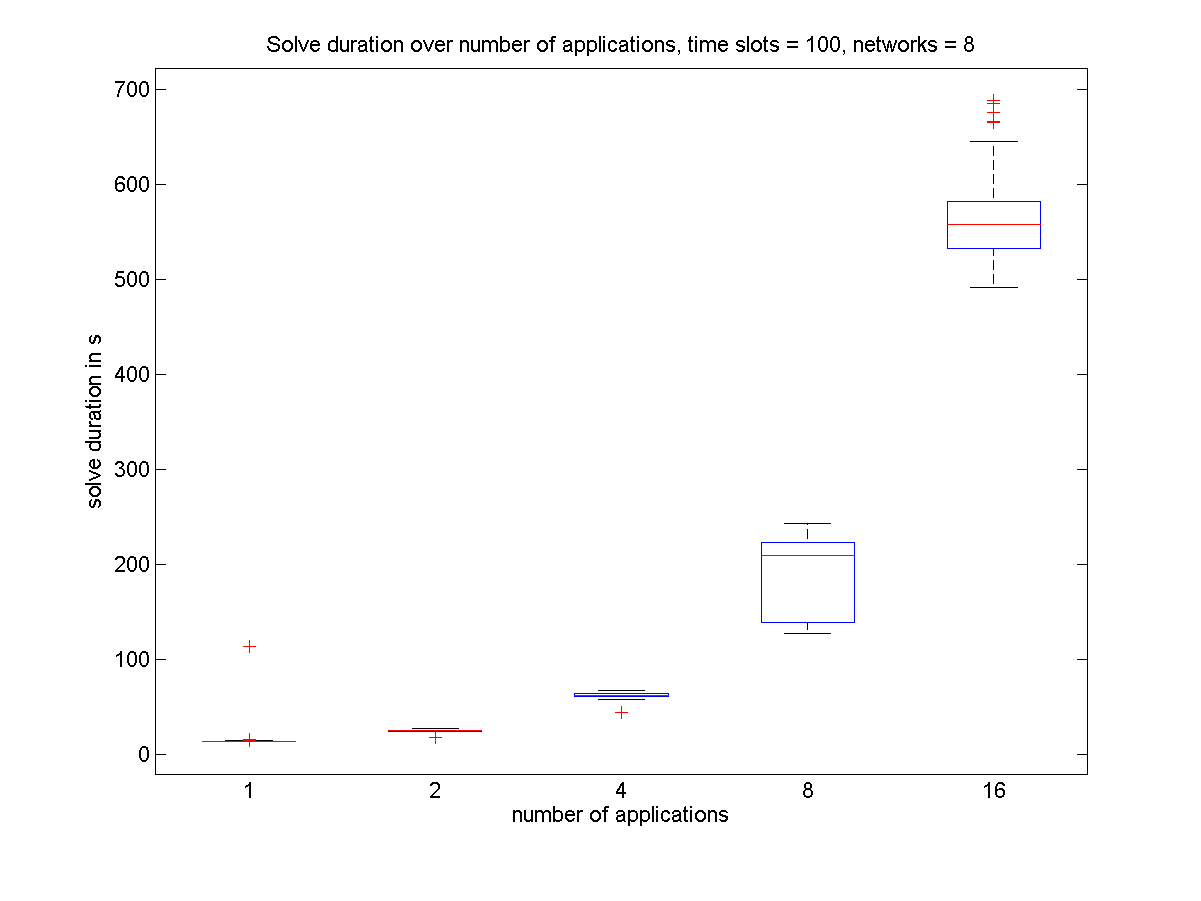 Solve duration over number of applications, time slots = 100, networks = 8
700
600
500
400
300
200
100
0
solve duration in s
1 2 4 8 16
number of applications